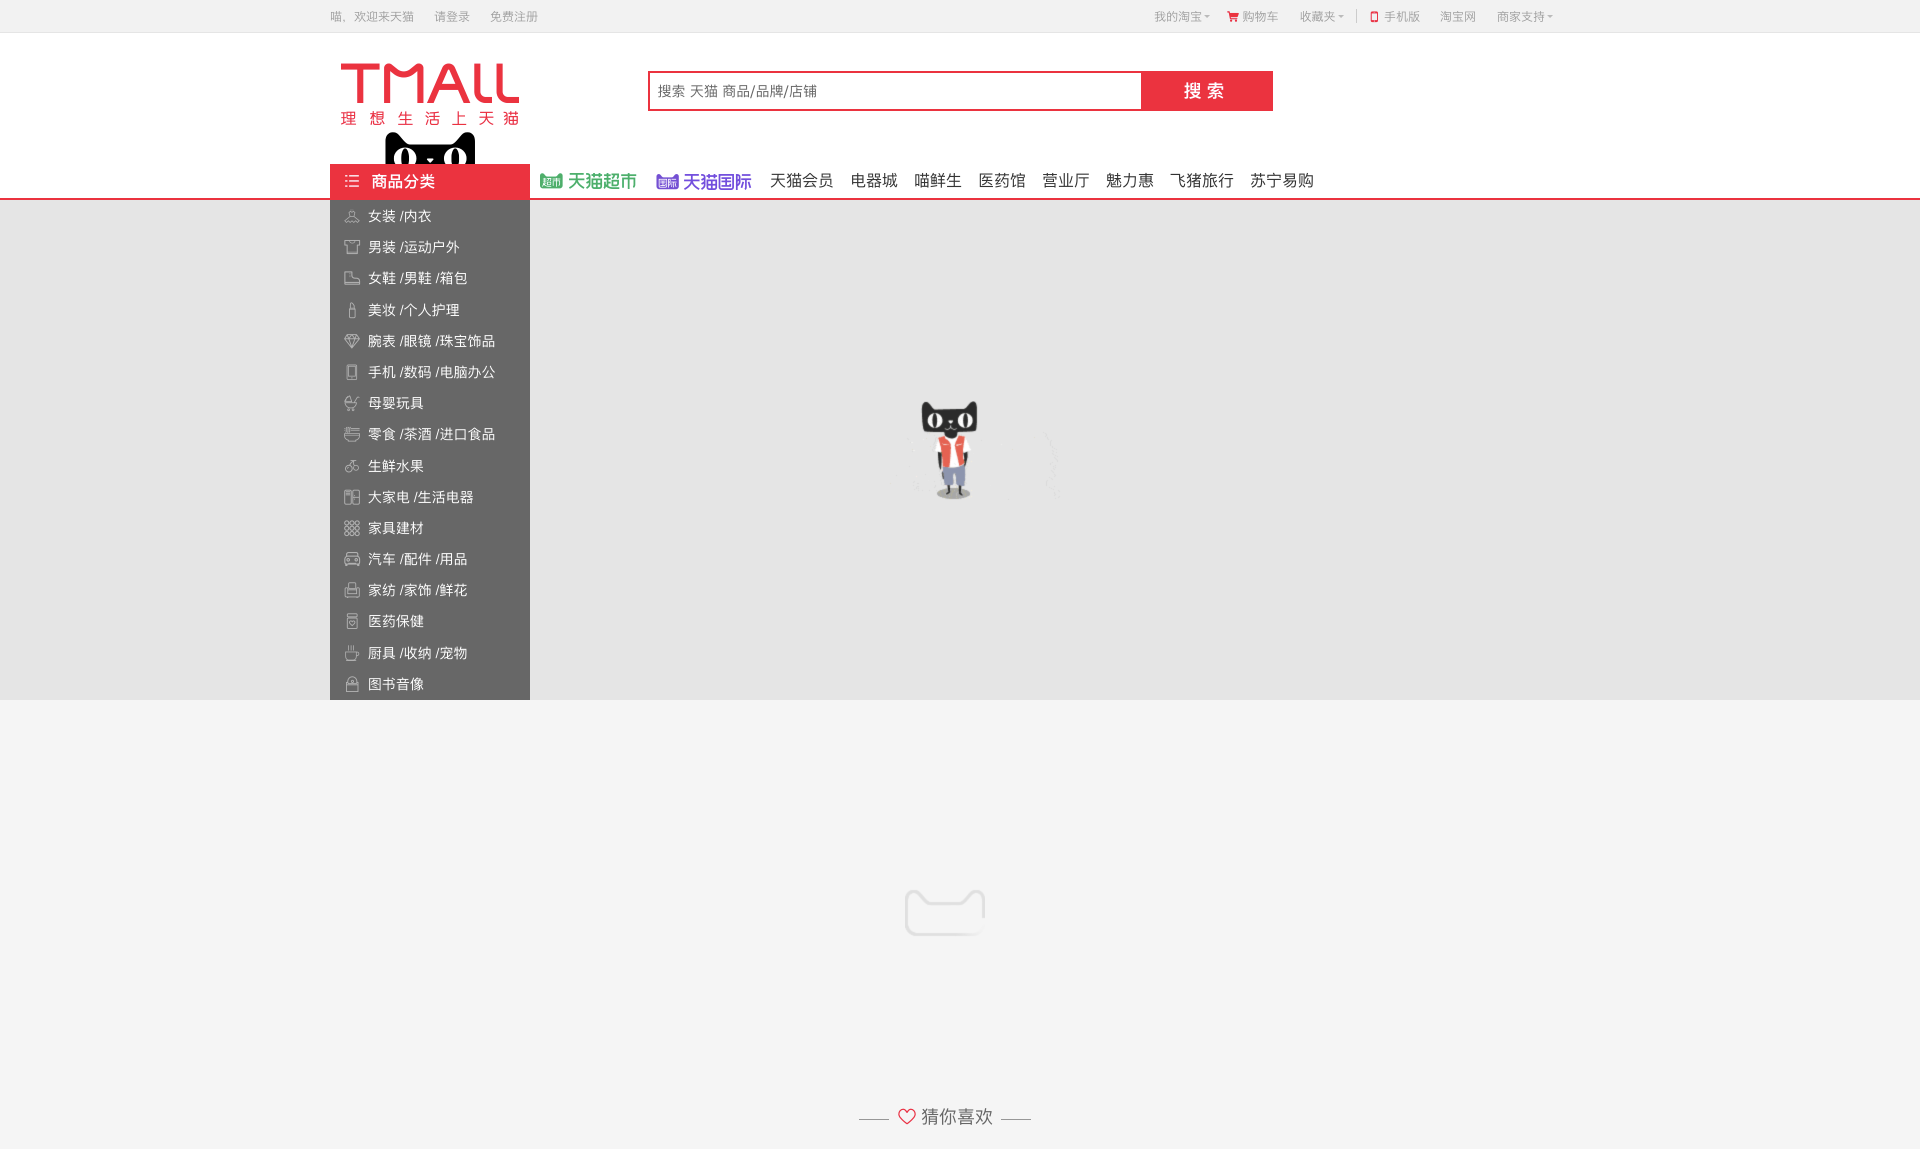 喵，欢迎来天猫 请登录 免费注册 我的淘宝 购物车 收藏夹 手机版 淘宝网 商家支持
TMALL
理想生活上天猫
搜索 天猫 商品/品牌/店铺 搜 索
商品分类 超市 天猫超市 国际 天猫国际 天猫会员 电器城 喵鲜生 医药馆 营业厅 魅力惠 飞猪旅行 苏宁易购
女装 /内衣
男装 /运动户外
女鞋 /男鞋 /箱包
美妆 /个人护理
腕表 /眼镜 /珠宝饰品
手机 /数码 /电脑办公
母婴玩具
零食 /茶酒 /进口食品
生鲜水果
大家电 /生活电器
家具建材
汽车 /配件 /用品
家纺 /家饰 /鲜花
医药保健
厨具 /收纳 /宠物
图书音像
猜你喜欢